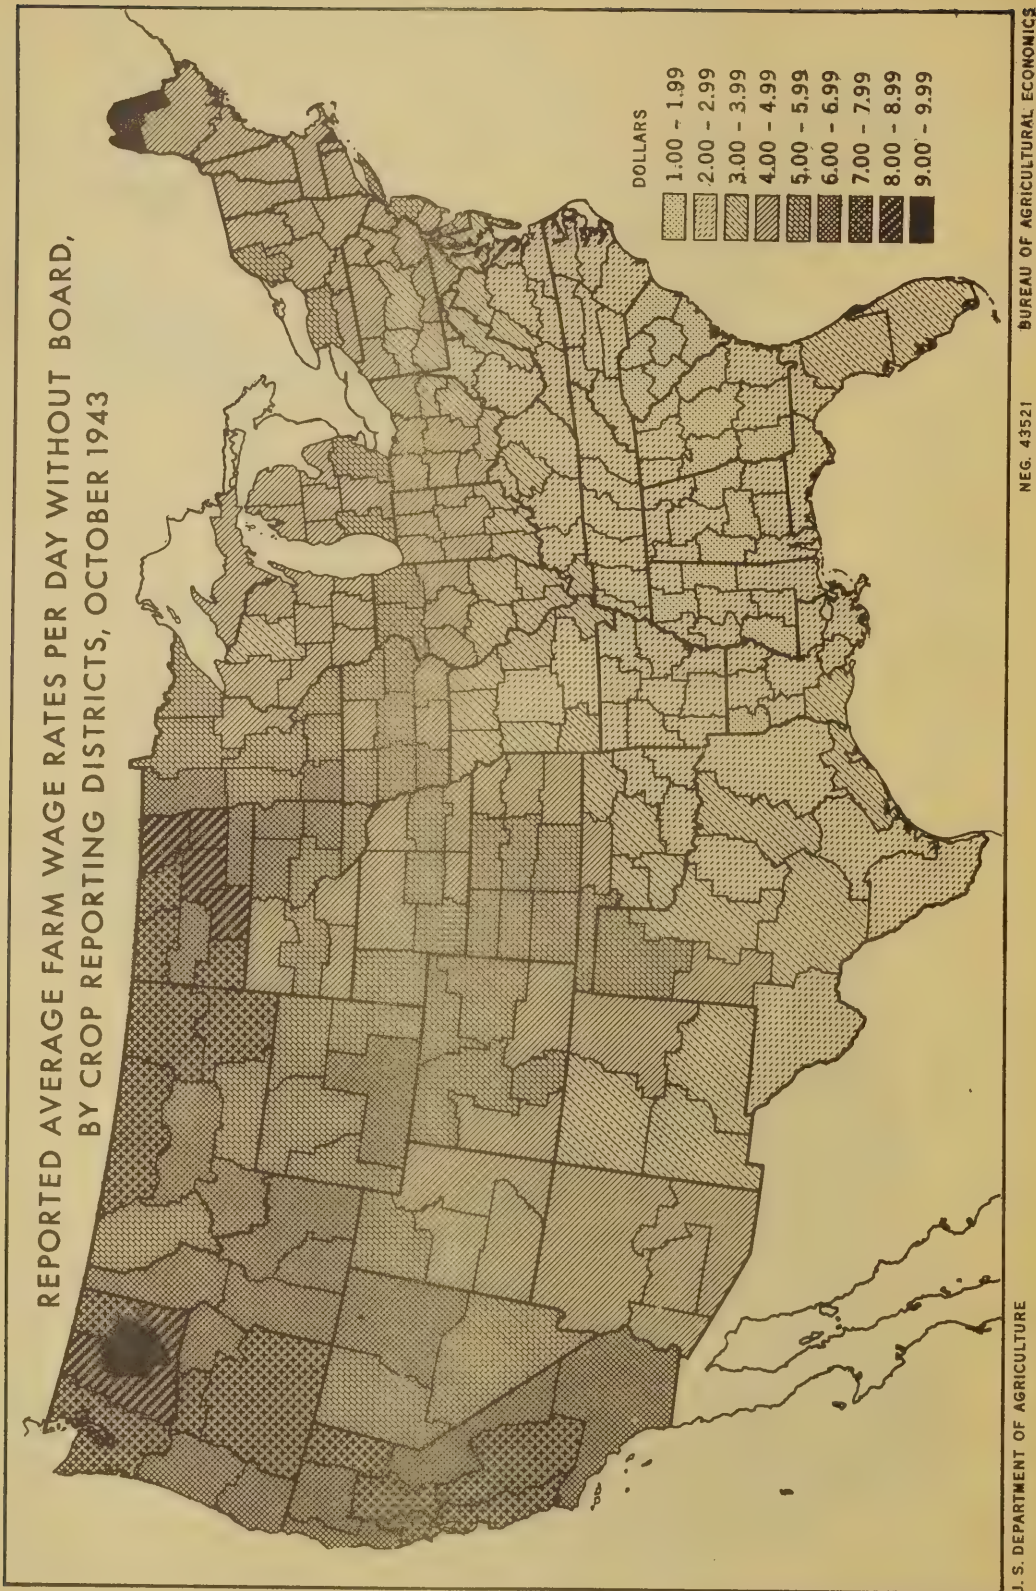 REPORTED AVERAGE FARM WAGE RATES PER DAY WITHOUT BOARD,
BY CROP REPORTING DISTRICTS, OCTOBER 1943
DOLLARS
1.00 - 1.99
2.00 - 2.99
3.00 - 3.99
4.00 - 4.99
5.00 - 5.99
6.00 - 6.99
7.00 - 7.99
8.00 - 8.99
9.00 - 9.99
U. S. DEPARTMENT OF AGRICULTURE
NEG. 43521
BUREAU OF AGRICULTURAL ECONOMICS